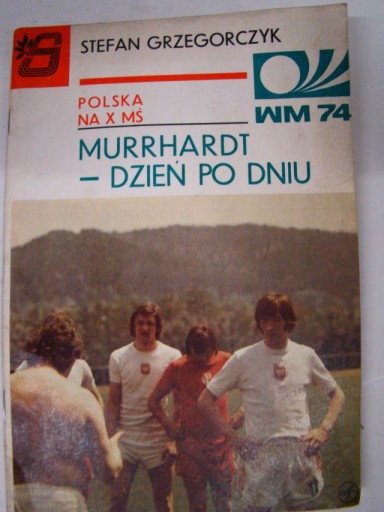 STEFAN GRZEGORCZYK
POLSKA
NA X MŚ
WM 74
MURRHARDT
– DZIEŃ PO DNIU